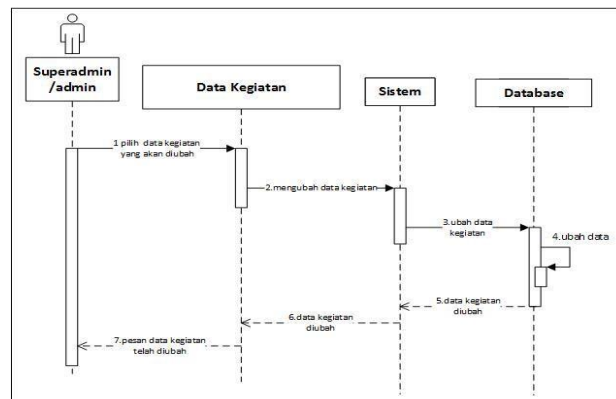 Superadmin
/admin
Data Kegiatan
Sistem
Database
1.pilih data kegiatan
yang akan diubah
2.mengubah data kegiatan
3.ubah data
kegiatan
4.ubah data
5.data kegiatan
diubah
6.data kegiatan
diubah
7.pesan data kegiatan
telah diubah